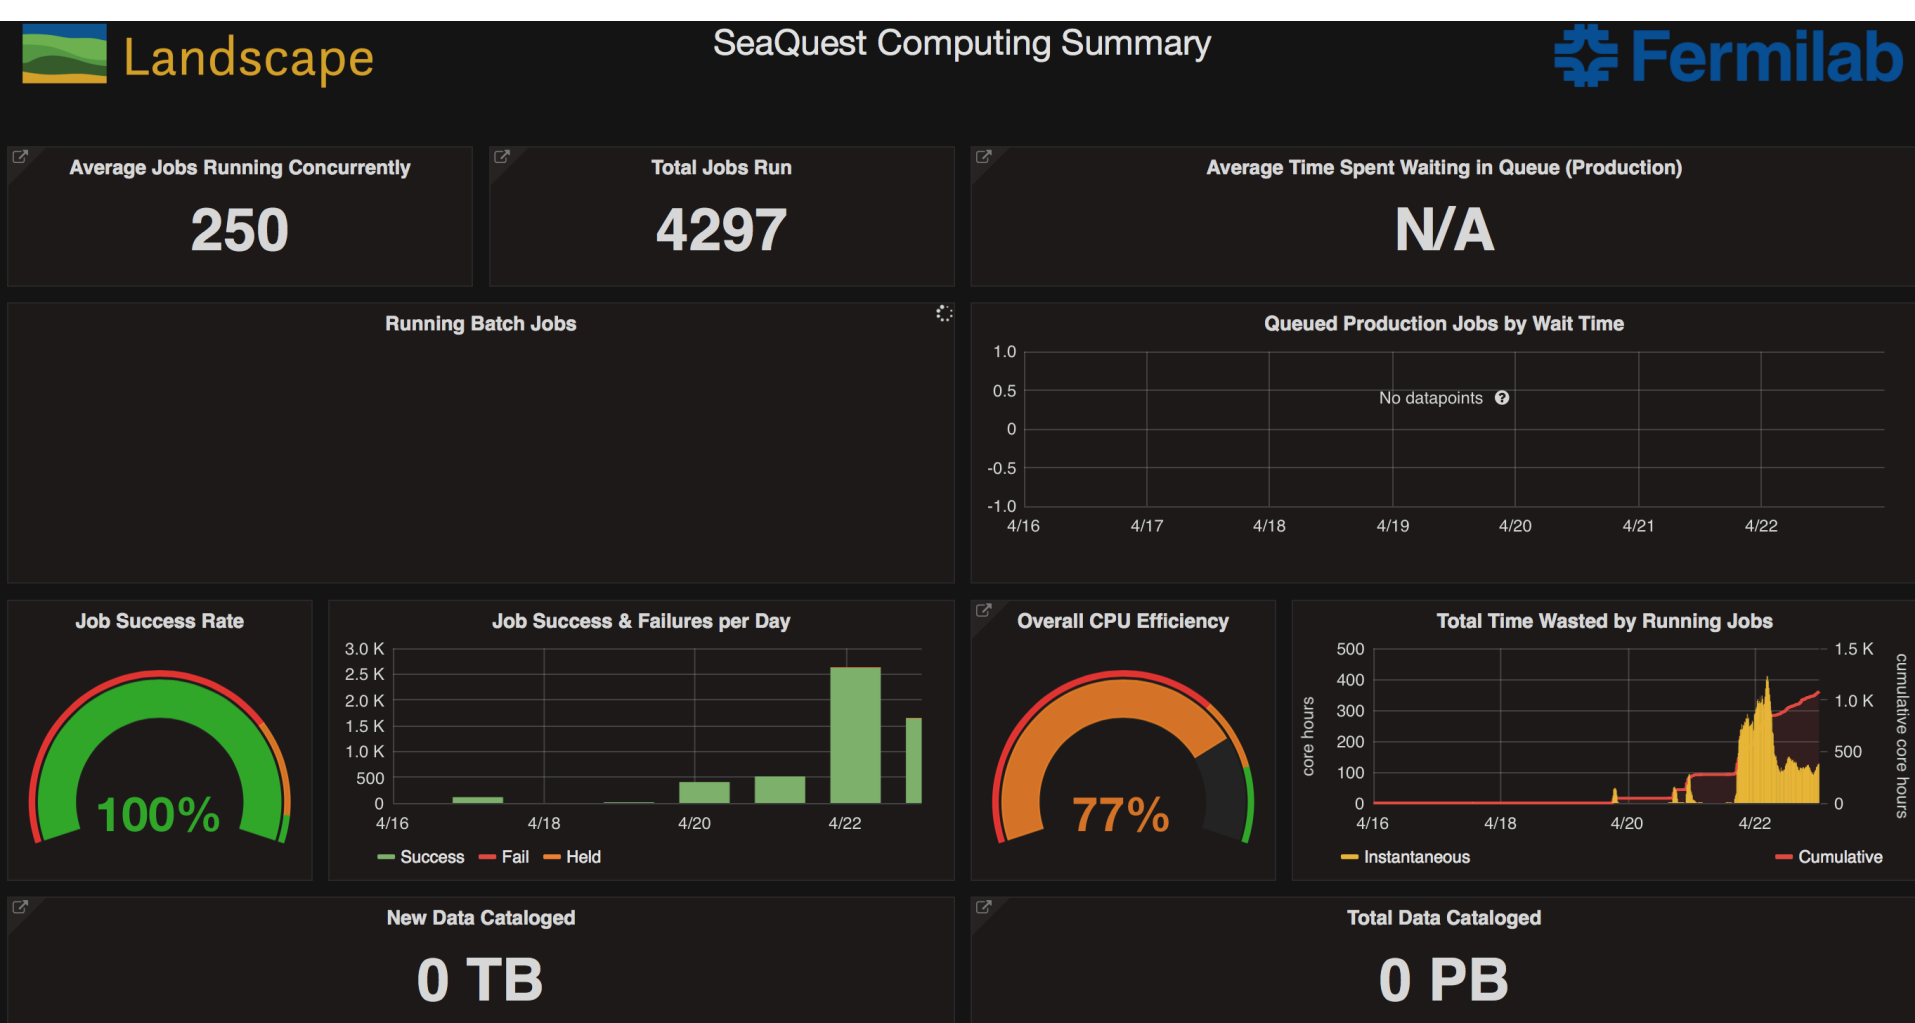 Landscape
SeaQuest Computing Summary
Fermilab
Average Jobs Running Concurrently
250
Total Jobs Run
4297
Average Time Spent Waiting in Queue (Production)
N/A
Running Batch Jobs
Queued Production Jobs by Wait Time
1.0
0.5
0
-0.5
-1.0
No datapoints ?
4/16 4/17 4/18 4/19 4/20 4/21 4/22
Job Success Rate
100%
Job Success & Failures per Day
3.0 K
2.5 K
2.0 K
1.5 K
1.0 K
500
0
4/16 4/18 4/20 4/22
Success Fail Held
Overall CPU Efficiency
77%
Total Time Wasted by Running Jobs
core hours
500
400
300
200
100
0
1.5 K
1.0 K
500
0
cumulative core hours
4/16 4/18 4/20 4/22
Instantaneous Cumulative
New Data Cataloged
0 TB
Total Data Cataloged
0 PB